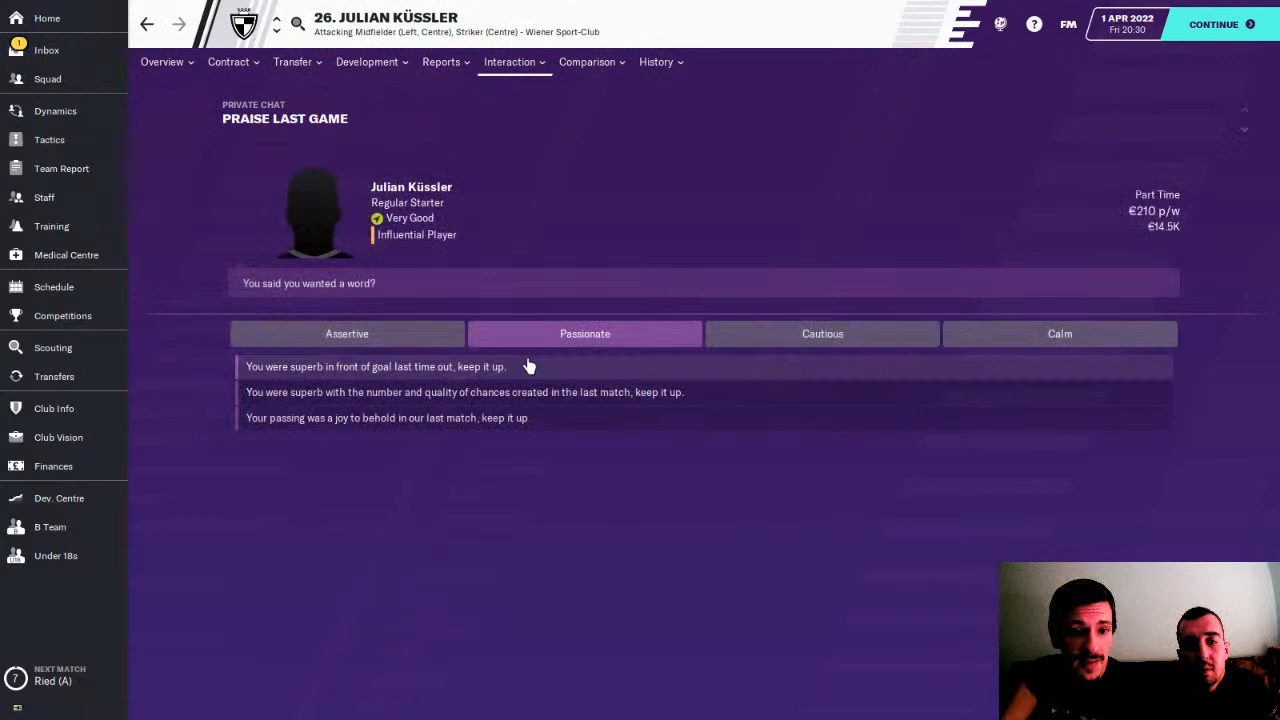 Home
1
Inbox
Squad
Dynamics
Tactics
Team Report
Staff
Training
Medical Centre
Schedule
Competitions
Scouting
Transfers
Club Info
Club Vision
Finances
Dev. Centre
B Team
Under 18s
7
NEXT MATCH
Ried (A)
26. JULIAN KÜSSLER
Attacking Midfielder (Left, Centre), Striker (Centre) - Wiener Sport-Club
?
FM
1 APR 2022
Fri 20:30
CONTINUE
Overview
Contract
Transfer
Development
Reports
Interaction
Comparison
History
PRIVATE CHAT
PRAISE LAST GAME
Julian Küssler
Regular Starter
Very Good
Influential Player
Part Time
€210 p/w
€14.5K
You said you wanted a word?
Assertive
Passionate
Cautious
Calm
You were superb in front of goal last time out, keep it up.
You were superb with the number and quality of chances created in the last match, keep it up.
Your passing was a joy to behold in our last match, keep it up.